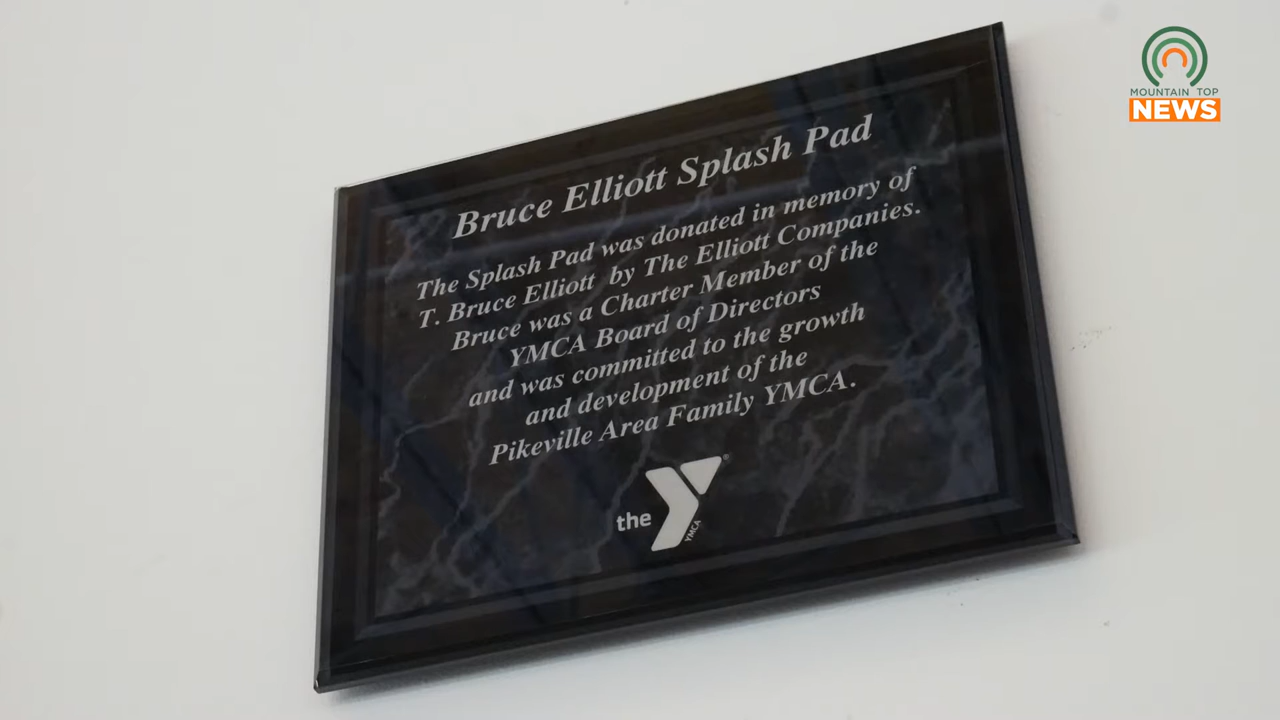 MOUNTAIN TOP
NEWS
Bruce Elliott Splash Pad
The Splash Pad was donated in memory of
T. Bruce Elliott by The Elliott Companies.
Bruce was a Charter Member of the
YMCA Board of Directors
and was committed to the growth
and development of the
Pikeville Area Family YMCA.
the Y®
YMCA